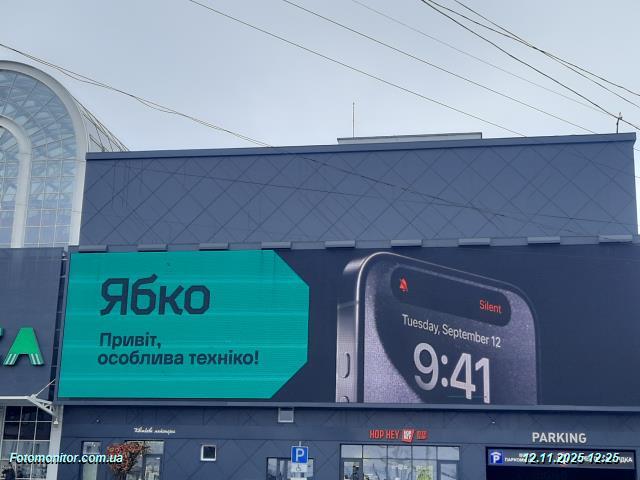 Ябко
Привіт,
особлива техніко!
Silent
Tuesday, September 12
9:41
ТА
HOP HEY
PARKING
P
P
Fotomonitor.com.ua
12.11.2025 12:25